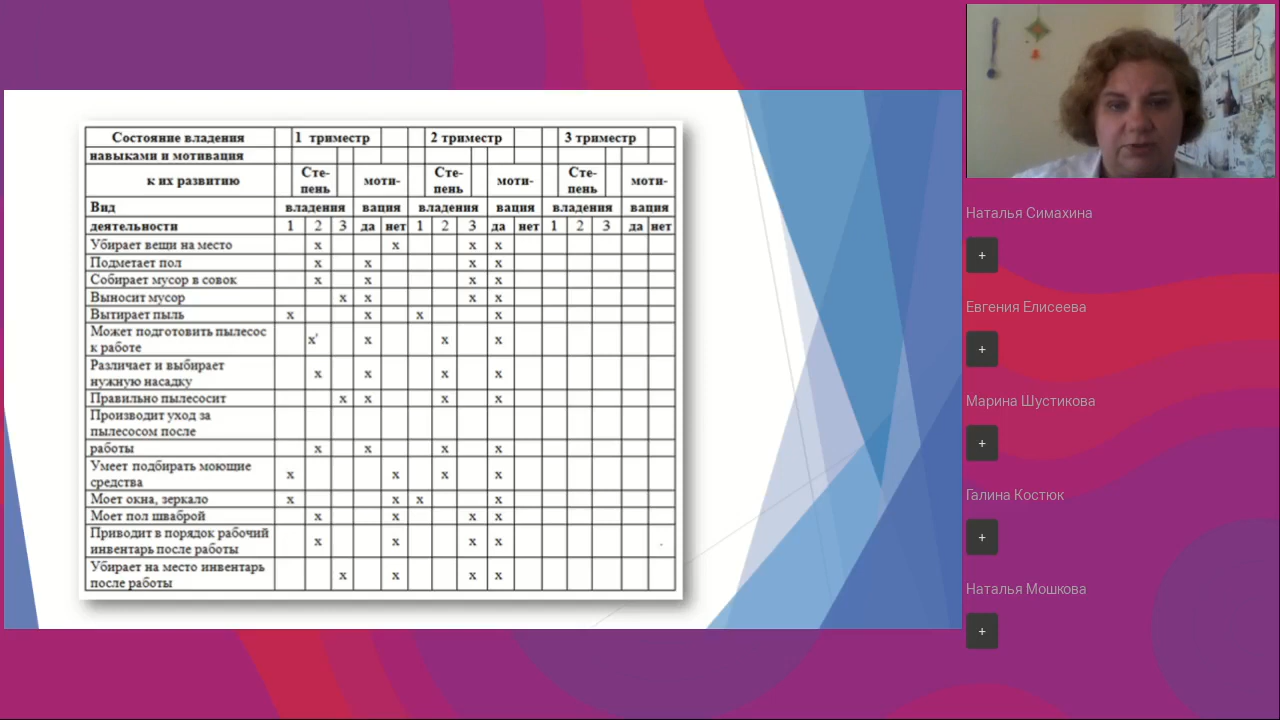 Состояние владения 1 триместр 2 триместр 3 триместр
навыками и мотивация
к их развитию Сте- моти- Сте- моти- Сте- моти-
пень пень пень
Вид владения вация владения вация владения вация
деятельности 1 2 3 да нет 1 2 3 да нет 1 2 3 да нет
Убирает вещи на место х х х х
Подметает пол х х х х
Собирает мусор в совок х х х х
Выносит мусор х х х х
Вытирает пыль х х х х
Может подготовить пылесос
к работе х' х х х
Различает и выбирает
нужную насадку х х х х
Правильно пылесосит х х х х
Производит уход за
пылесосом после
работы х х х х
Умеет подбирать моющие
средства х х х х
Моет окна, зеркало х х х х
Моет пол шваброй х х х х
Приводит в порядок рабочий
инвентарь после работы х х х х
Убирает на место инвентарь
после работы х х х х
Наталья Симахина
+
Евгения Елисеева
+
Марина Шустикова
+
Галина Костюк
+
Наталья Мошкова
+